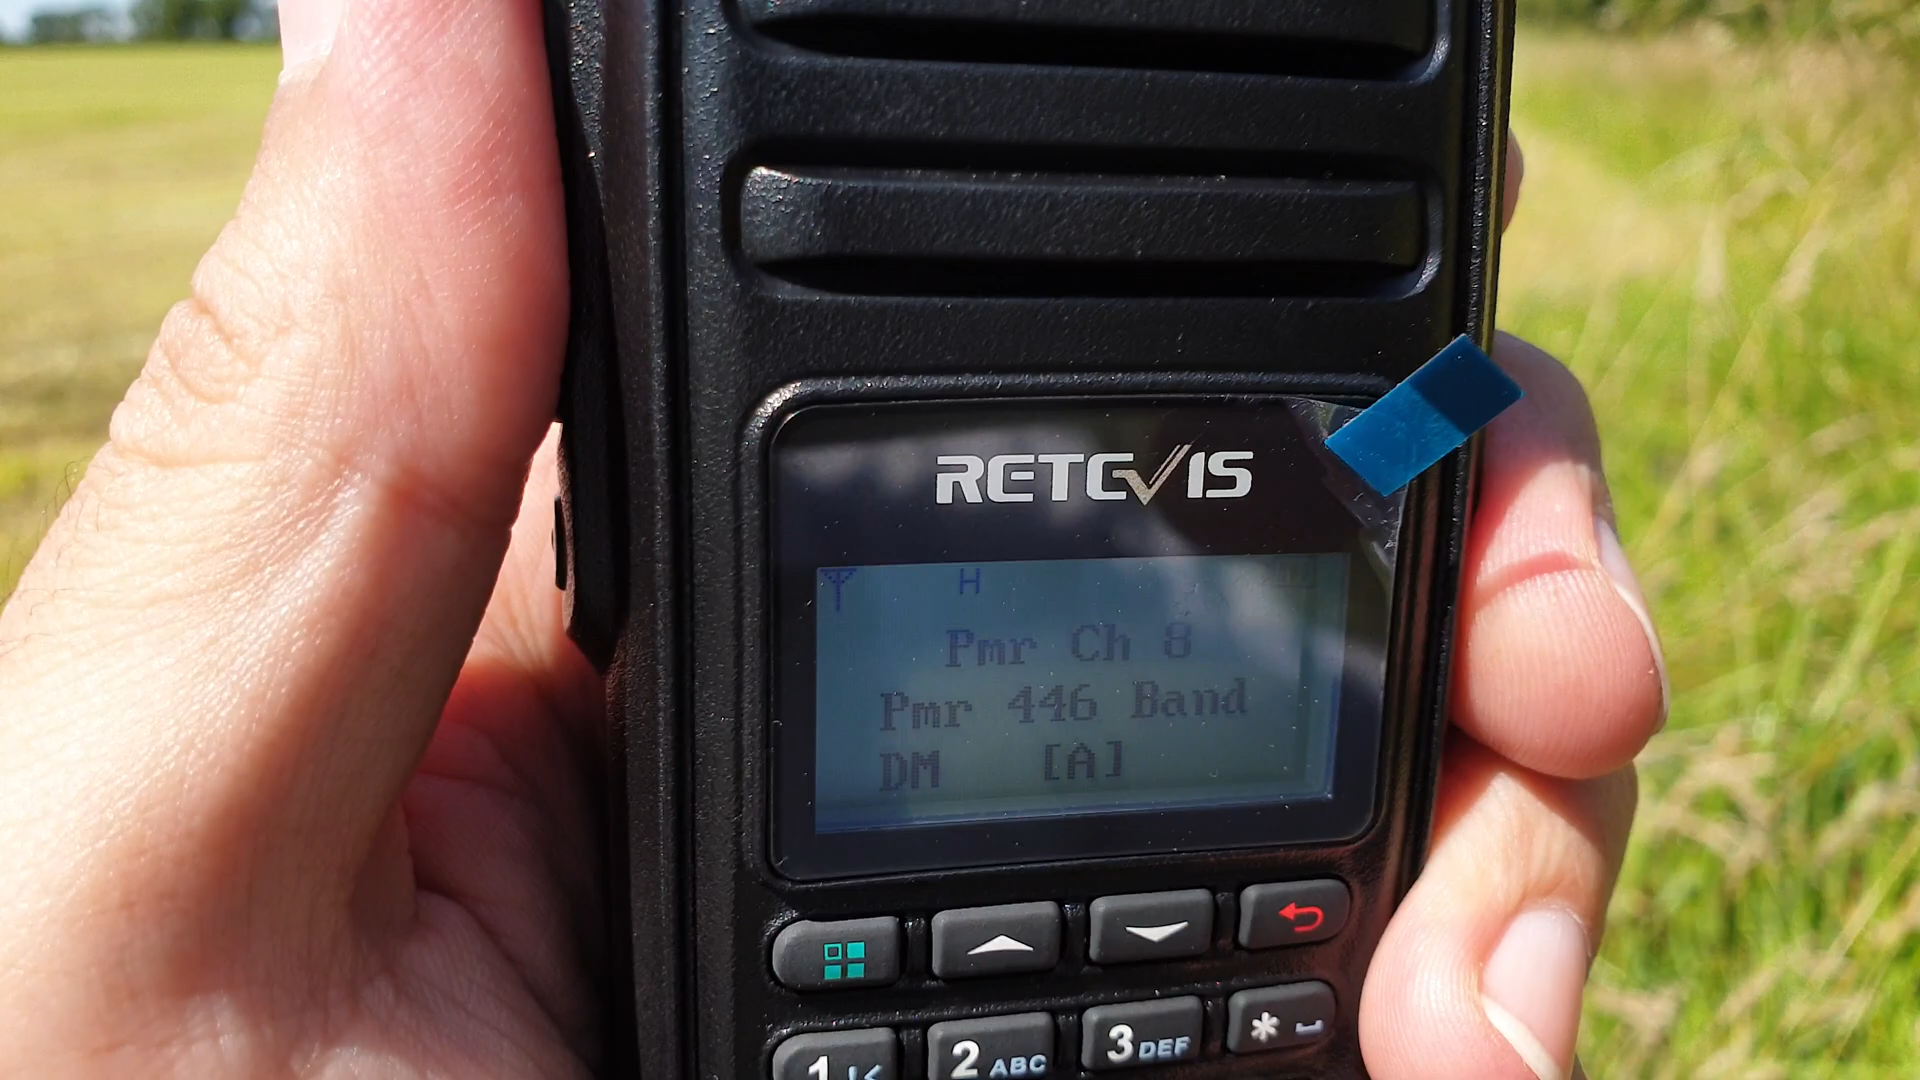 RETEVIS
H
Pmr Ch 8
Pmr 446 Band
DM [A]
1
2 ABC
3 DEF
*